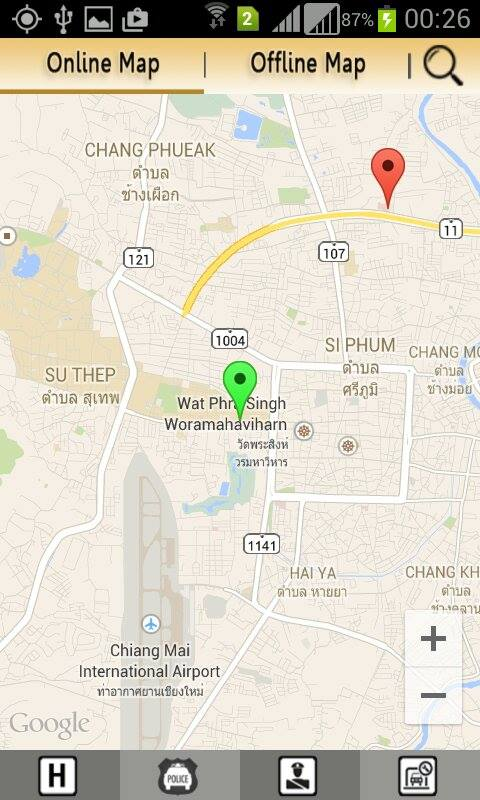 2 87% 00:26
Online Map | Offline Map |
CHANG PHUEAK
ตำบล
ช้างเผือก
11
107
121
1004
SI PHUM
ตำบล
ศรีภูมิ
CHANG MO
ตำบล
ช้างมอย
SU THEP
ตำบล สุเทพ
Wat Phra Singh
Woramahaviharn
วัดพระสิงห์
วรมหาวิหาร
1141
HAI YA
ตำบล หายยา
CHANG KH
ตำบล
ช้างคลาน
Chiang Mai
International Airport
ท่าอากาศยานเชียงใหม่
+
−
Google
H
POLICE